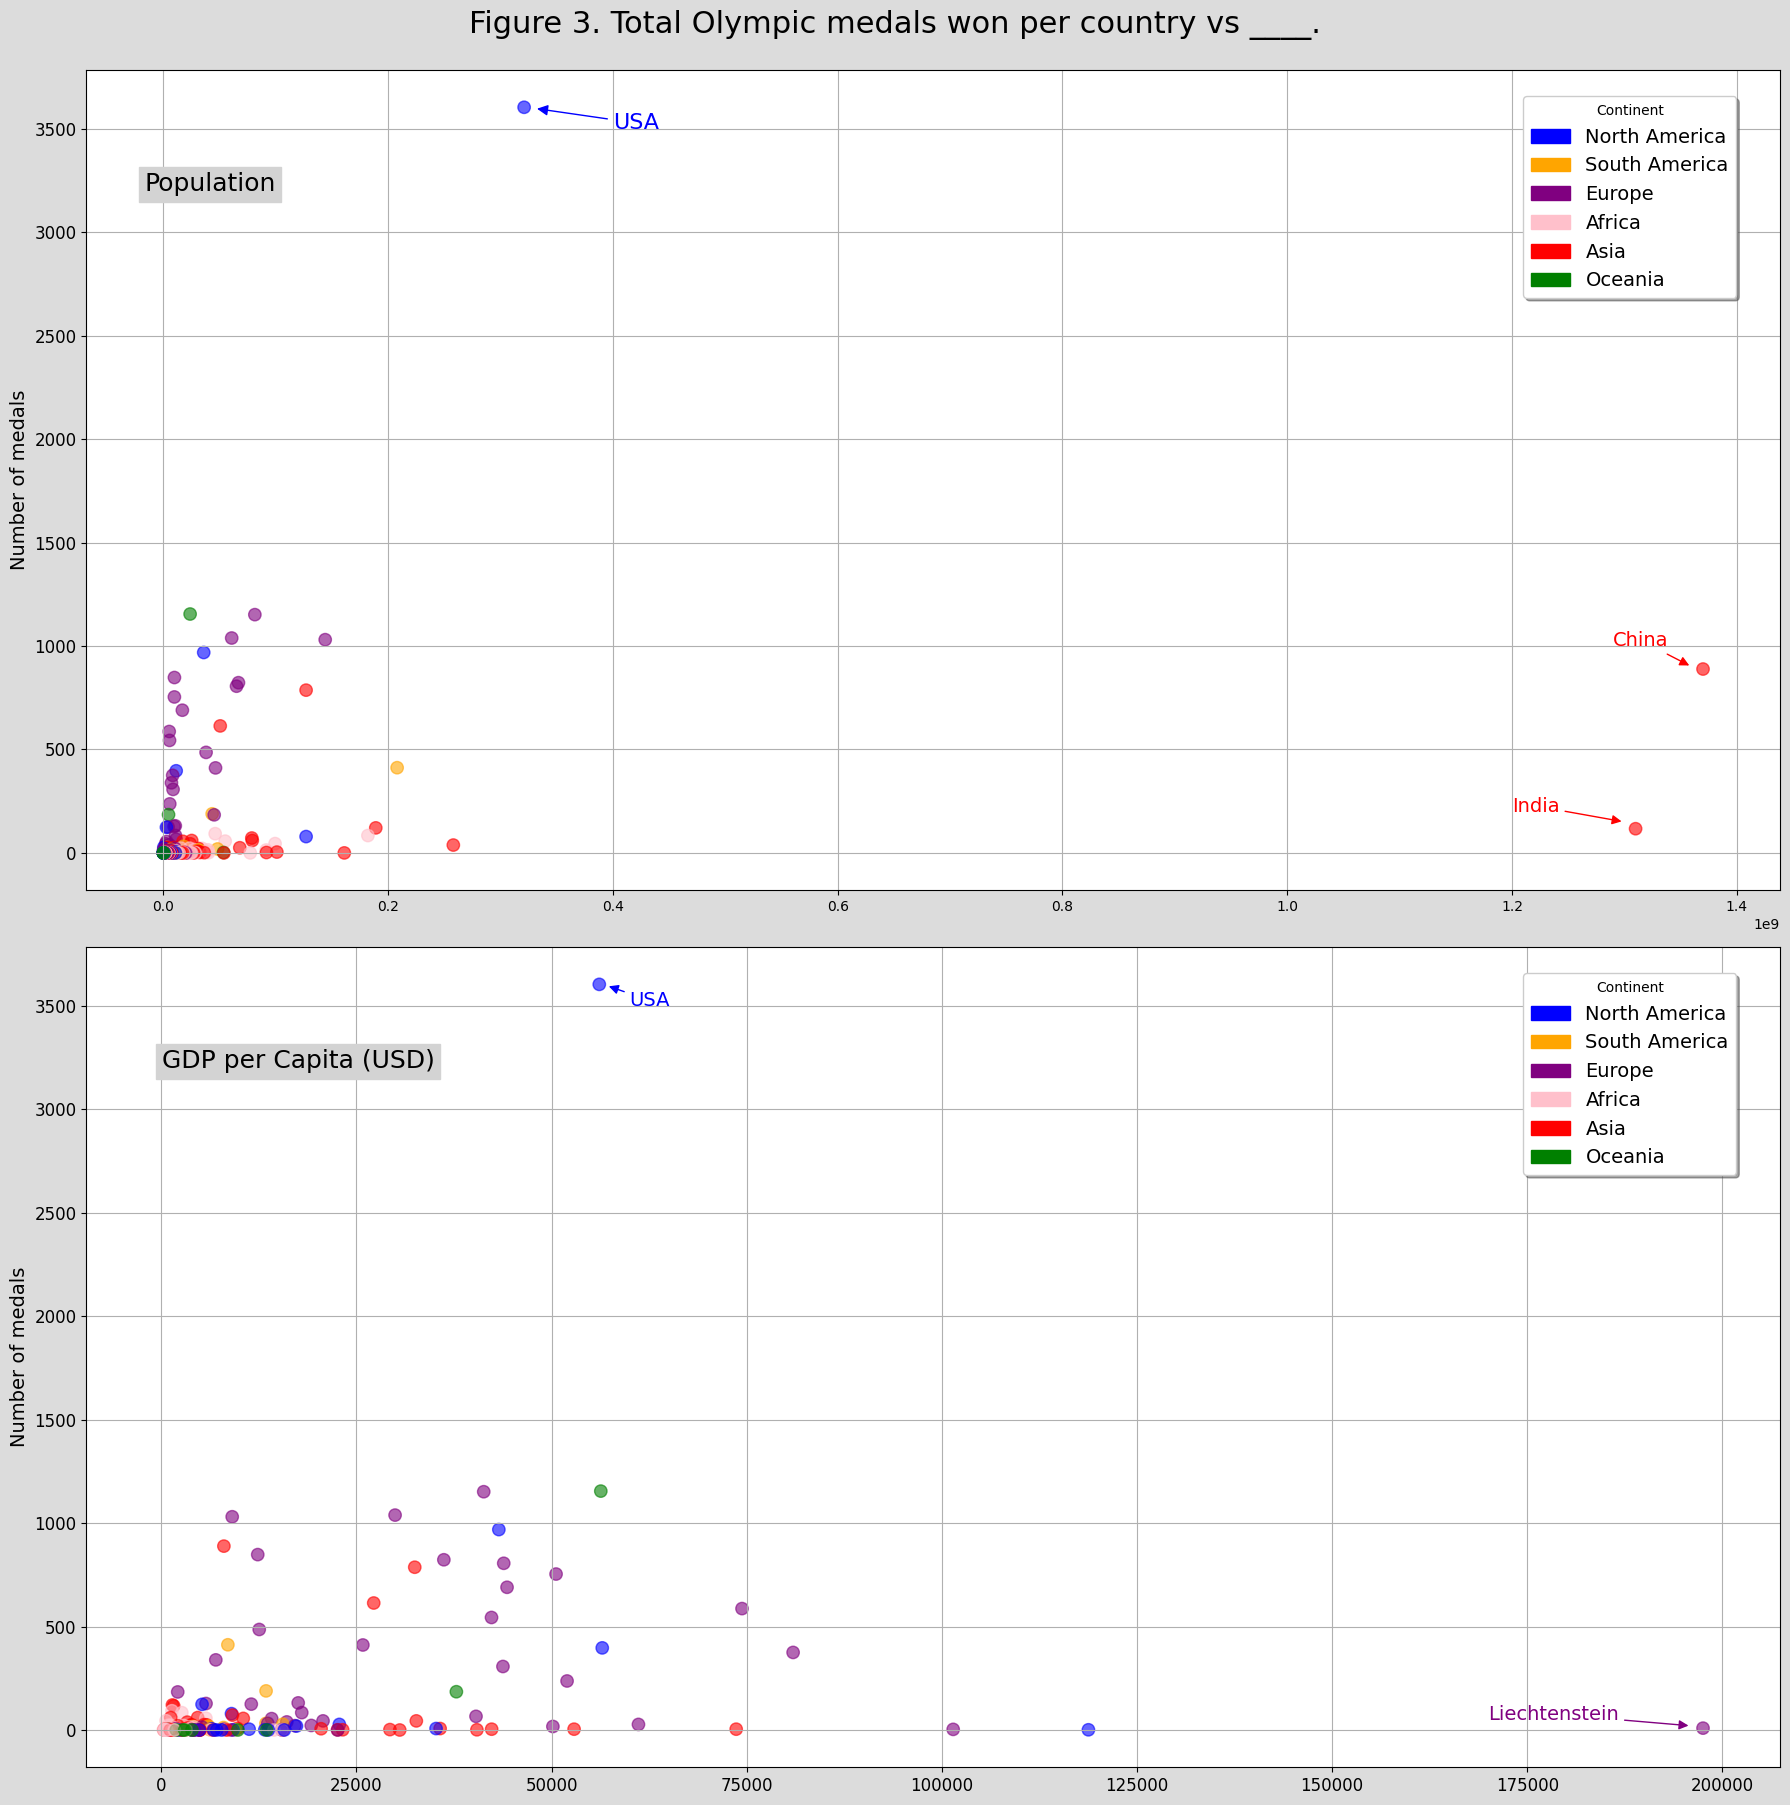 Figure 3. Total Olympic medals won per country vs ____.
3500
3000
2500
2000
1500
1000
500
0
Number of medals
USA
Population
China
India
Continent
North America
South America
Europe
Africa
Asia
Oceania
0.0 0.2 0.4 0.6 0.8 1.0 1.2 1.4
1e9
3500
3000
2500
2000
1500
1000
500
0
Number of medals
USA
GDP per Capita (USD)
Liechtenstein
Continent
North America
South America
Europe
Africa
Asia
Oceania
0 25000 50000 75000 100000 125000 150000 175000 200000